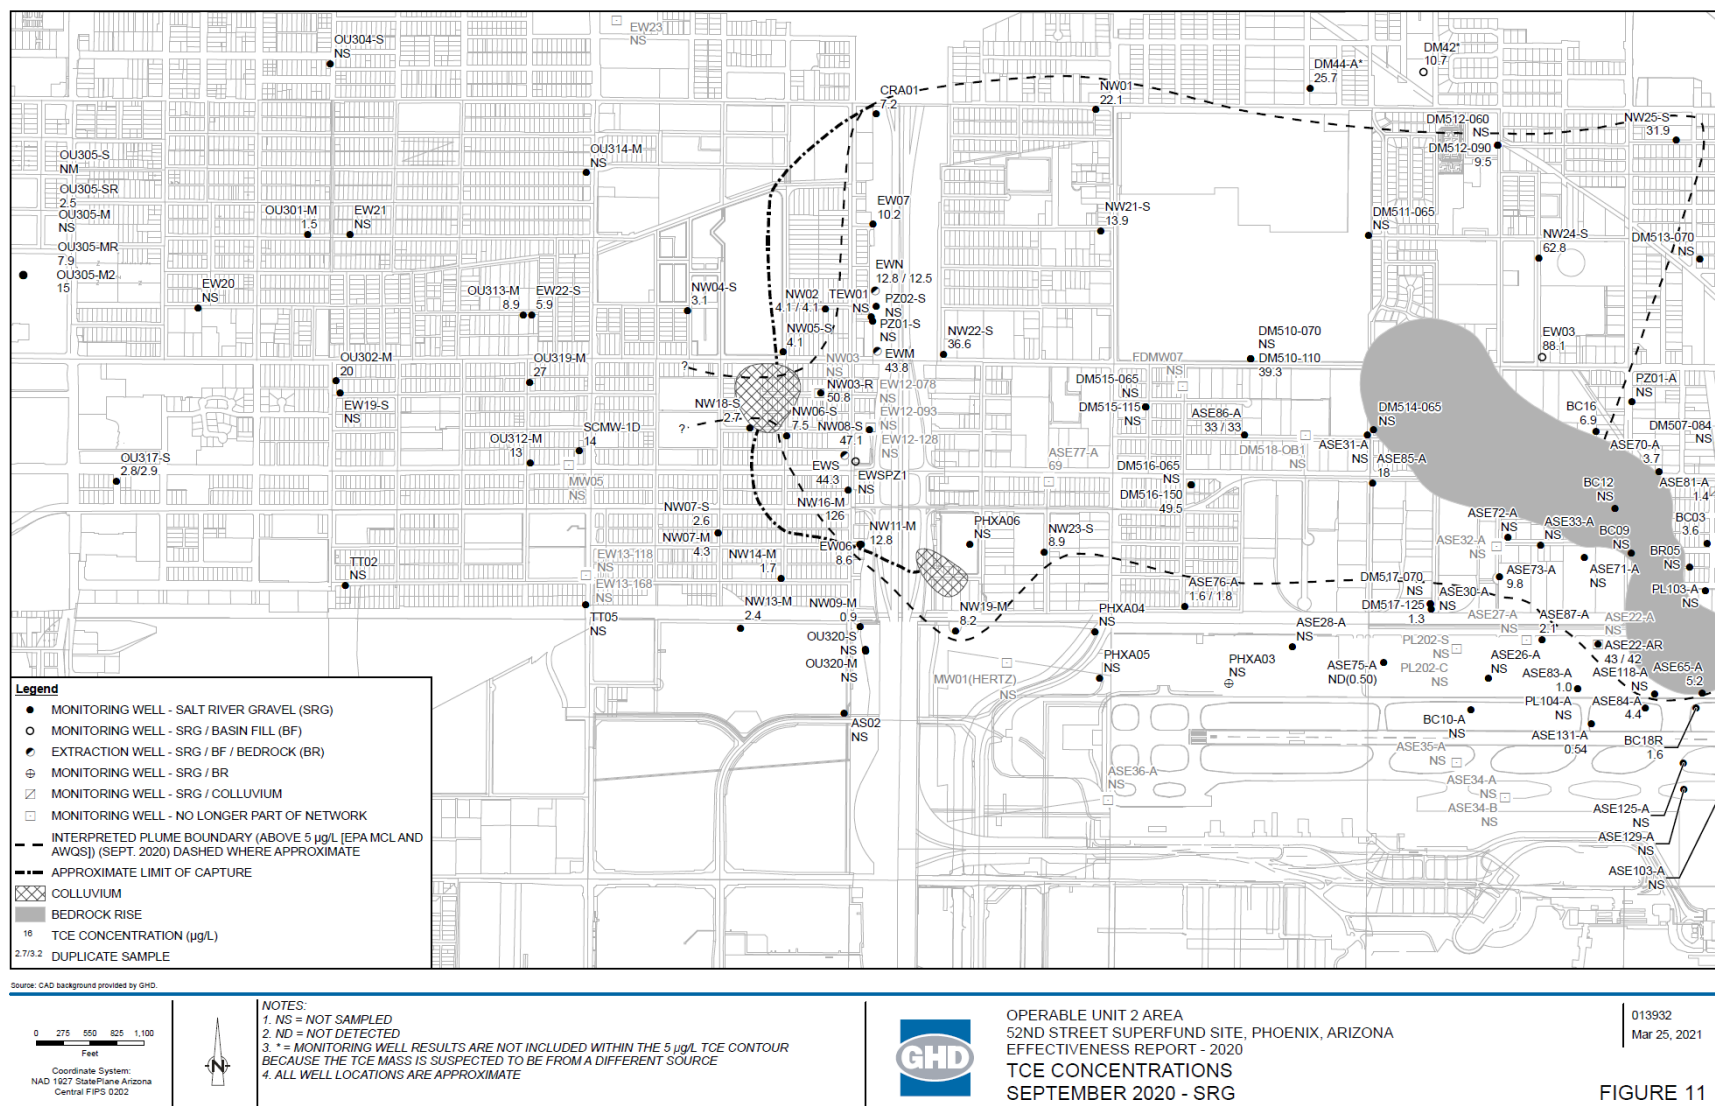 EW23
NS
OU304-S
NS
DM42*
10.7
DM44-A*
25.7
CRA01
7.2
NW01
22.1
DM512-060
NS
NW25-S
31.9
OU305-S
NM
OU314-M
NS
DM512-090
9.5
OU305-SR
2.5
OU305-M
NS
OU301-M
1.5
EW21
NS
EW07
10.2
NW21-S
13.9
DM511-065
NS
NW24-S
62.8
DM513-070
NS
OU305-MR
7.9
OU305-M2
15
EW20
NS
OU313-M
8.9
EW22-S
5.9
NW04-S
3.1
EWN
12.8 / 12.5
NW02
4.1 / 4.1
TEW01
NS
PZ02-S
NS
PZ01-S
NS
NW05-S
4.1
NW22-S
36.6
DM510-070
NS
DM510-110
39.3
EW03
88.1
OU302-M
20
OU319-M
27
NW03
NS
EWM
43.8
FDMW07
NS
EW19-S
NS
?
NW03-R
50.8
EW12-078
NS
DM515-065
NS
DM515-115
NS
PZ01-A
NS
NW18-S
2.7
NW06-S
7.5
EW12-093
NS
ASE86-A
33 / 33
DM514-065
NS
BC16
6.9
DM507-084
NS
?
SCMW-1D
14
NW08-S
47.1
EW12-128
NS
OU312-M
13
ASE77-A
69
DM518-OB1
NS
ASE31-A
NS
ASE70-A
3.7
OU317-S
2.8/2.9
MW05
NS
EWS
44.3
EWSPZ1
NS
DM516-065
NS
DM516-150
49.5
ASE85-A
18
BC12
NS
ASE81-A
1.4
NW07-S
2.6
NW16-M
126
PHXA06
NS
ASE72-A
NS
ASE33-A
NS
BC03
3.6
NW07-M
4.3
NW11-M
12.8
NW23-S
8.9
ASE32-A
NS
BC09
NS
EW13-118
NS
NW14-M
1.7
EW06
8.6
BR05
NS
TT02
NS
EW13-168
NS
ASE76-A
1.6 / 1.8
DM517-070
NS
ASE73-A
9.8
ASE71-A
NS
NW13-M
2.4
NW09-M
0.9
NW19-M
8.2
PHXA04
NS
DM517-125
1.3
ASE30-A
NS
PL103-A
NS
TT05
NS
OU320-S
NS
ASE28-A
NS
ASE27-A
NS
ASE87-A
2.1
ASE22-A
NS
OU320-M
NS
PHXA05
NS
PHXA03
NS
PL202-S
NS
ASE26-A
NS
ASE22-AR
43 / 42
MW01(HERTZ)
NS
ASE75-A
ND(0.50)
PL202-C
NS
ASE83-A
1.0
ASE118-A
NS
ASE65-A
5.2
AS02
NS
PL104-A
NS
ASE84-A
4.4
BC10-A
NS
ASE131-A
0.54
BC18R
1.6
ASE35-A
NS
ASE36-A
NS
ASE34-A
NS
ASE34-B
NS
ASE125-A
NS
ASE129-A
NS
ASE103-A
NS
Legend
MONITORING WELL - SALT RIVER GRAVEL (SRG)
MONITORING WELL - SRG / BASIN FILL (BF)
EXTRACTION WELL - SRG / BF / BEDROCK (BR)
MONITORING WELL - SRG / BR
MONITORING WELL - SRG / COLLUVIUM
MONITORING WELL - NO LONGER PART OF NETWORK
INTERPRETED PLUME BOUNDARY (ABOVE 5 µg/L [EPA MCL AND
AWQS]) (SEPT. 2020) DASHED WHERE APPROXIMATE
APPROXIMATE LIMIT OF CAPTURE
COLLUVIUM
BEDROCK RISE
16 TCE CONCENTRATION (µg/L)
2.7/3.2 DUPLICATE SAMPLE
Source: CAD background provided by GHD.
0 275 550 825 1,100
Feet
Coordinate System:
NAD 1927 StatePlane Arizona
Central FIPS 0202
N
NOTES:
1. NS = NOT SAMPLED
2. ND = NOT DETECTED
3. * = MONITORING WELL RESULTS ARE NOT INCLUDED WITHIN THE 5 µg/L TCE CONTOUR
BECAUSE THE TCE MASS IS SUSPECTED TO BE FROM A DIFFERENT SOURCE
4. ALL WELL LOCATIONS ARE APPROXIMATE
GHD
OPERABLE UNIT 2 AREA
52ND STREET SUPERFUND SITE, PHOENIX, ARIZONA
EFFECTIVENESS REPORT - 2020
TCE CONCENTRATIONS
SEPTEMBER 2020 - SRG
013932
Mar 25, 2021
FIGURE 11